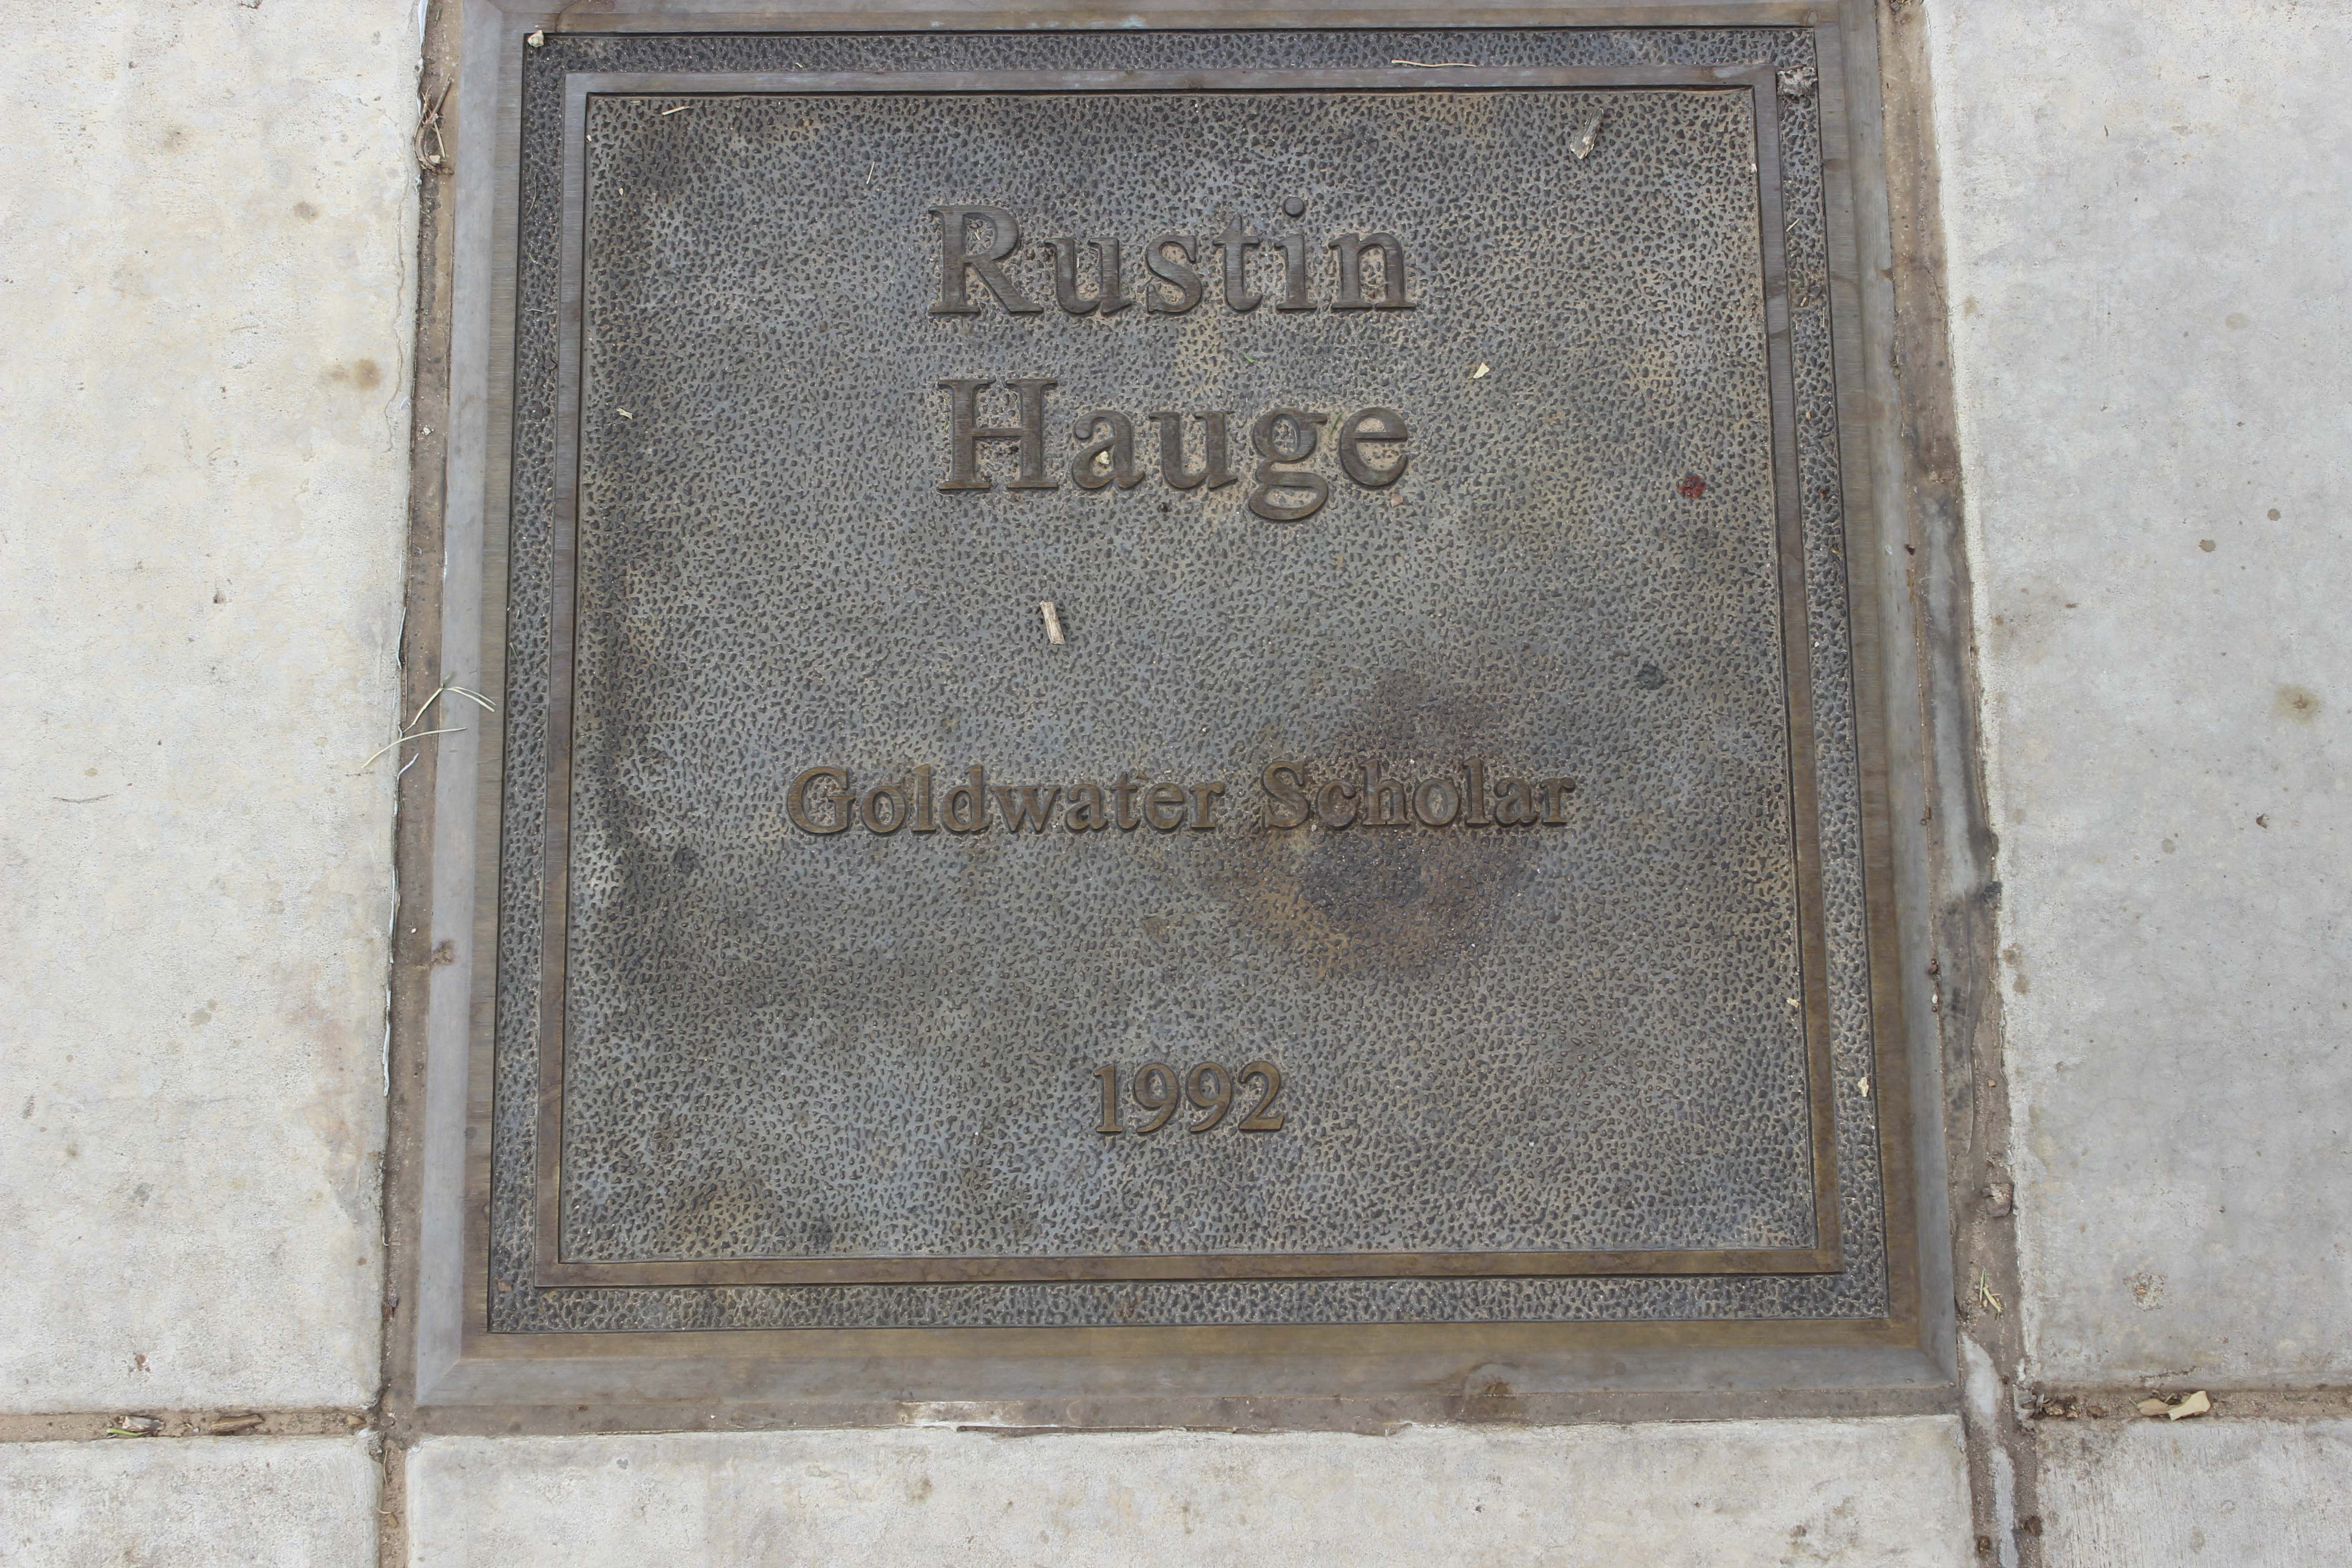 Rustin
Hauge
Goldwater Scholar
1992